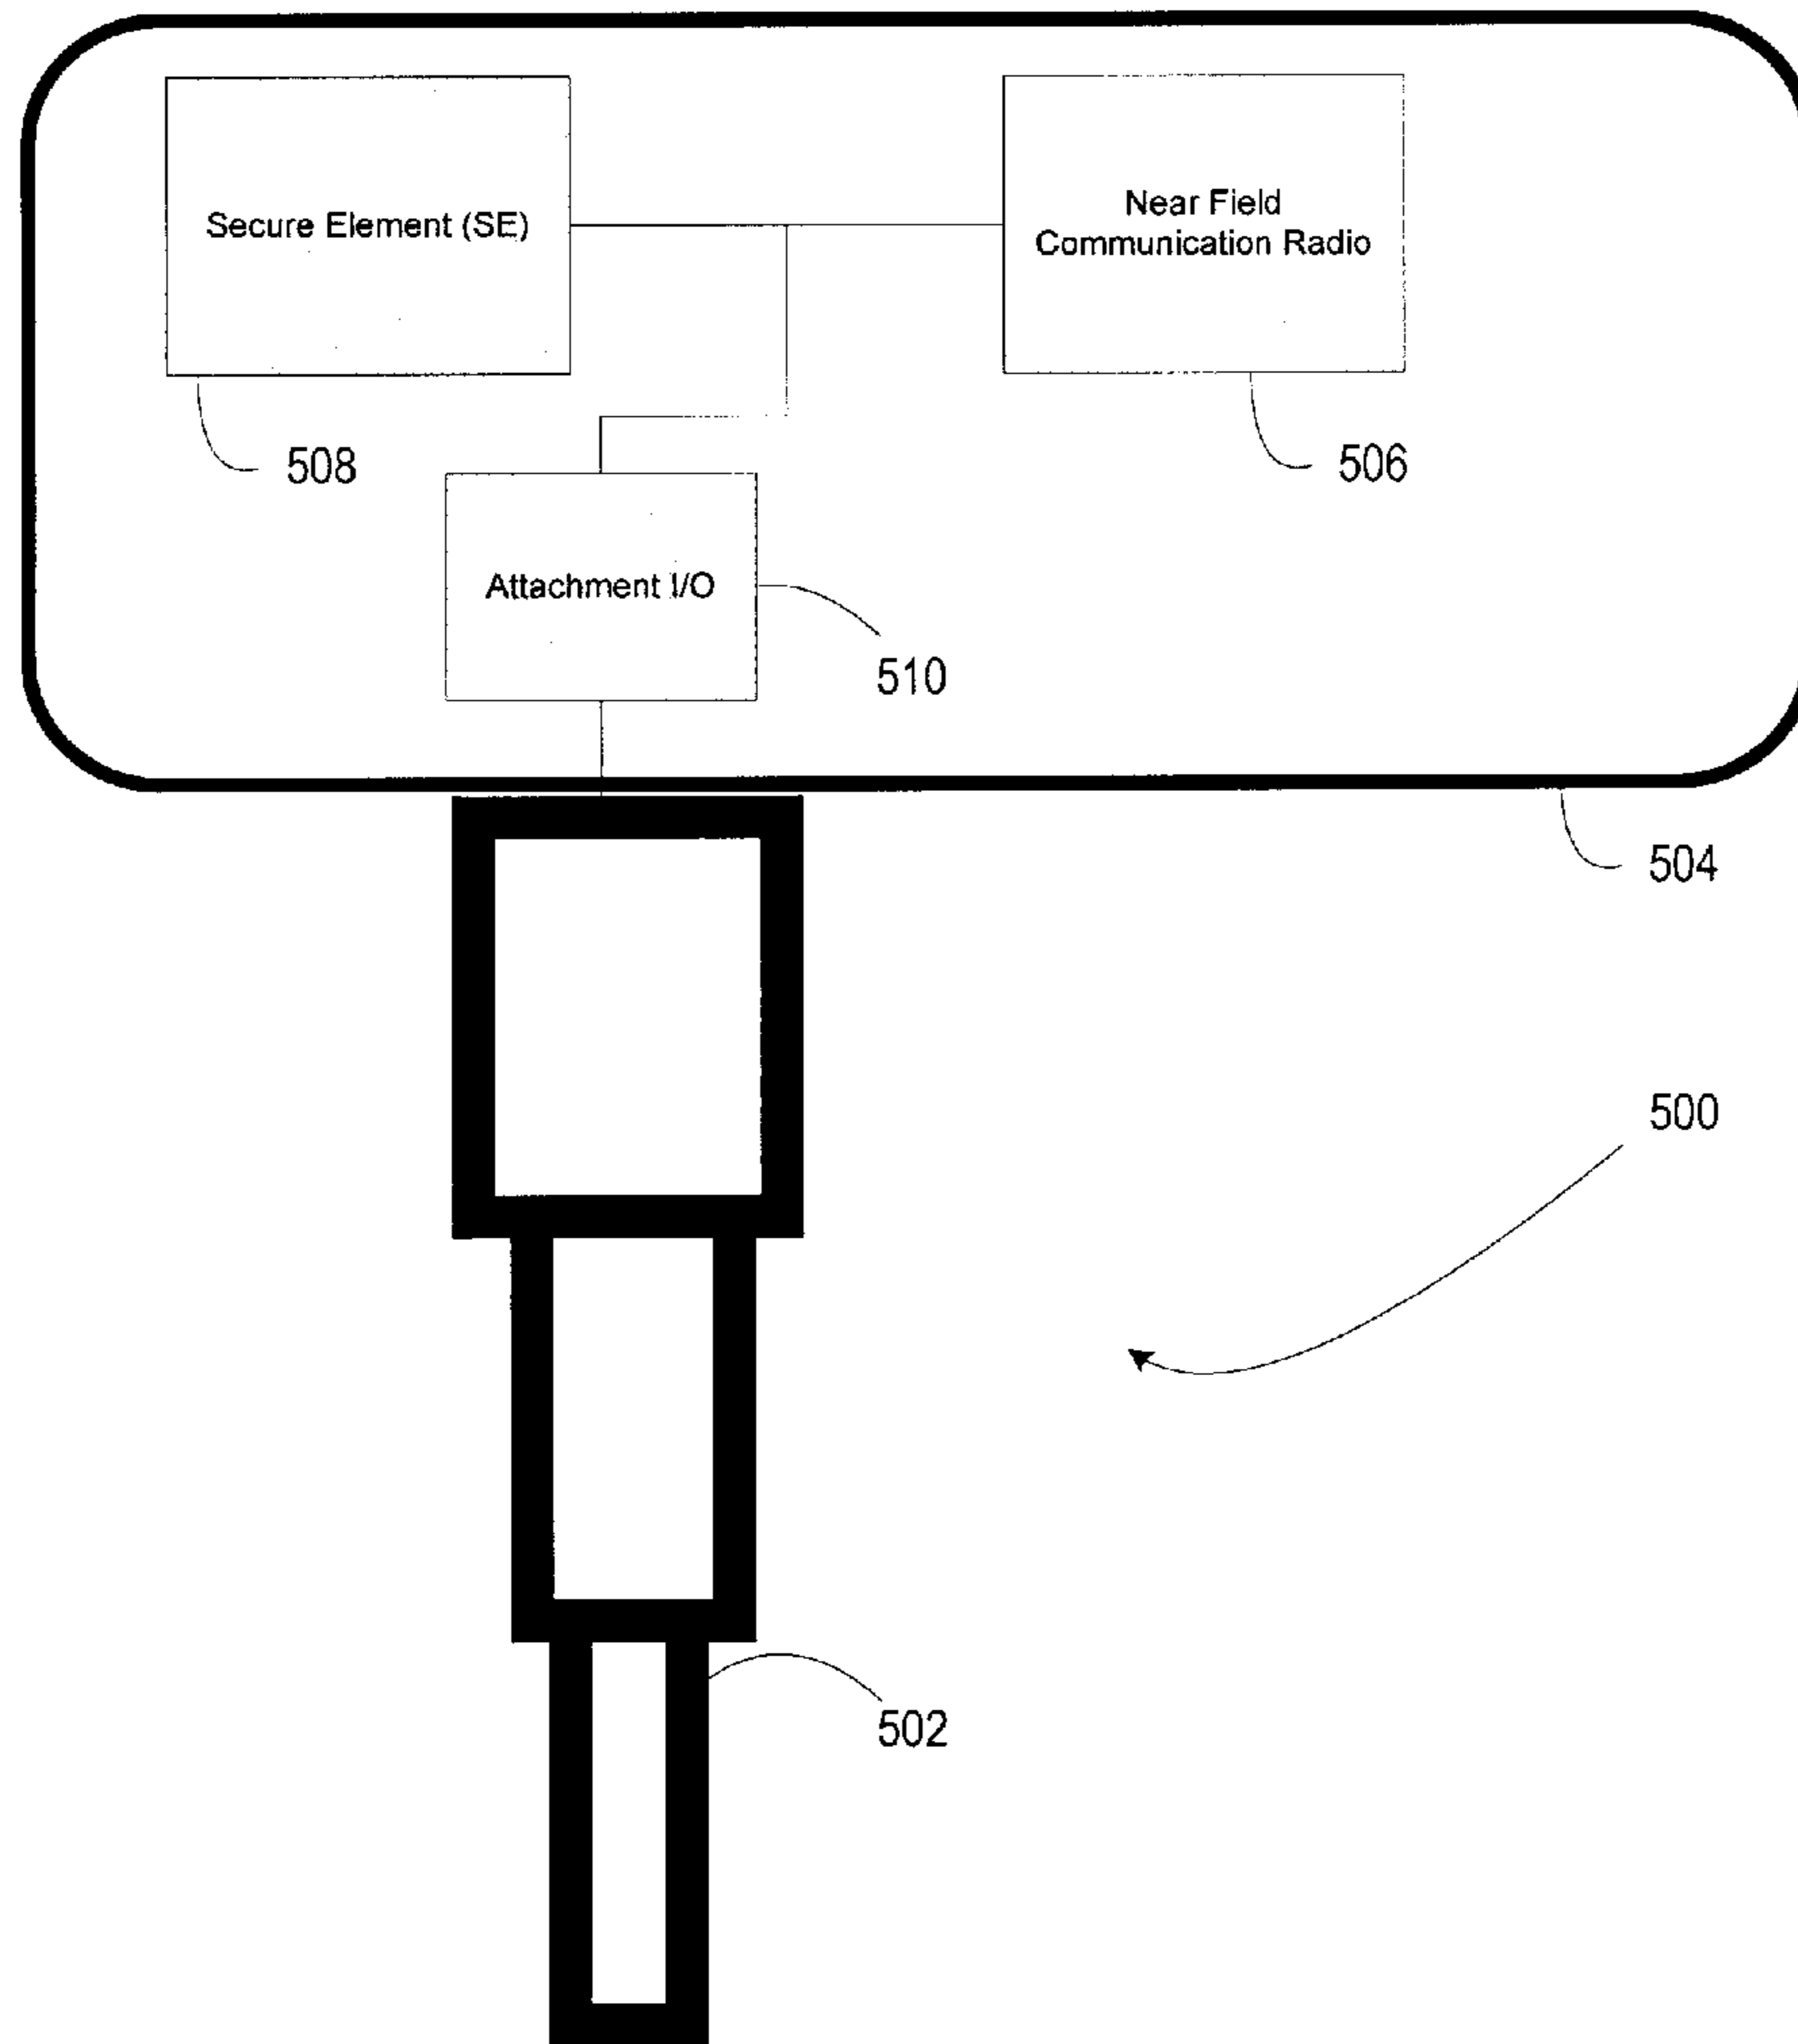 Secure Element (SE)
Near Field
Communication Radio
508
506
Attachment I/O
510
504
500
502